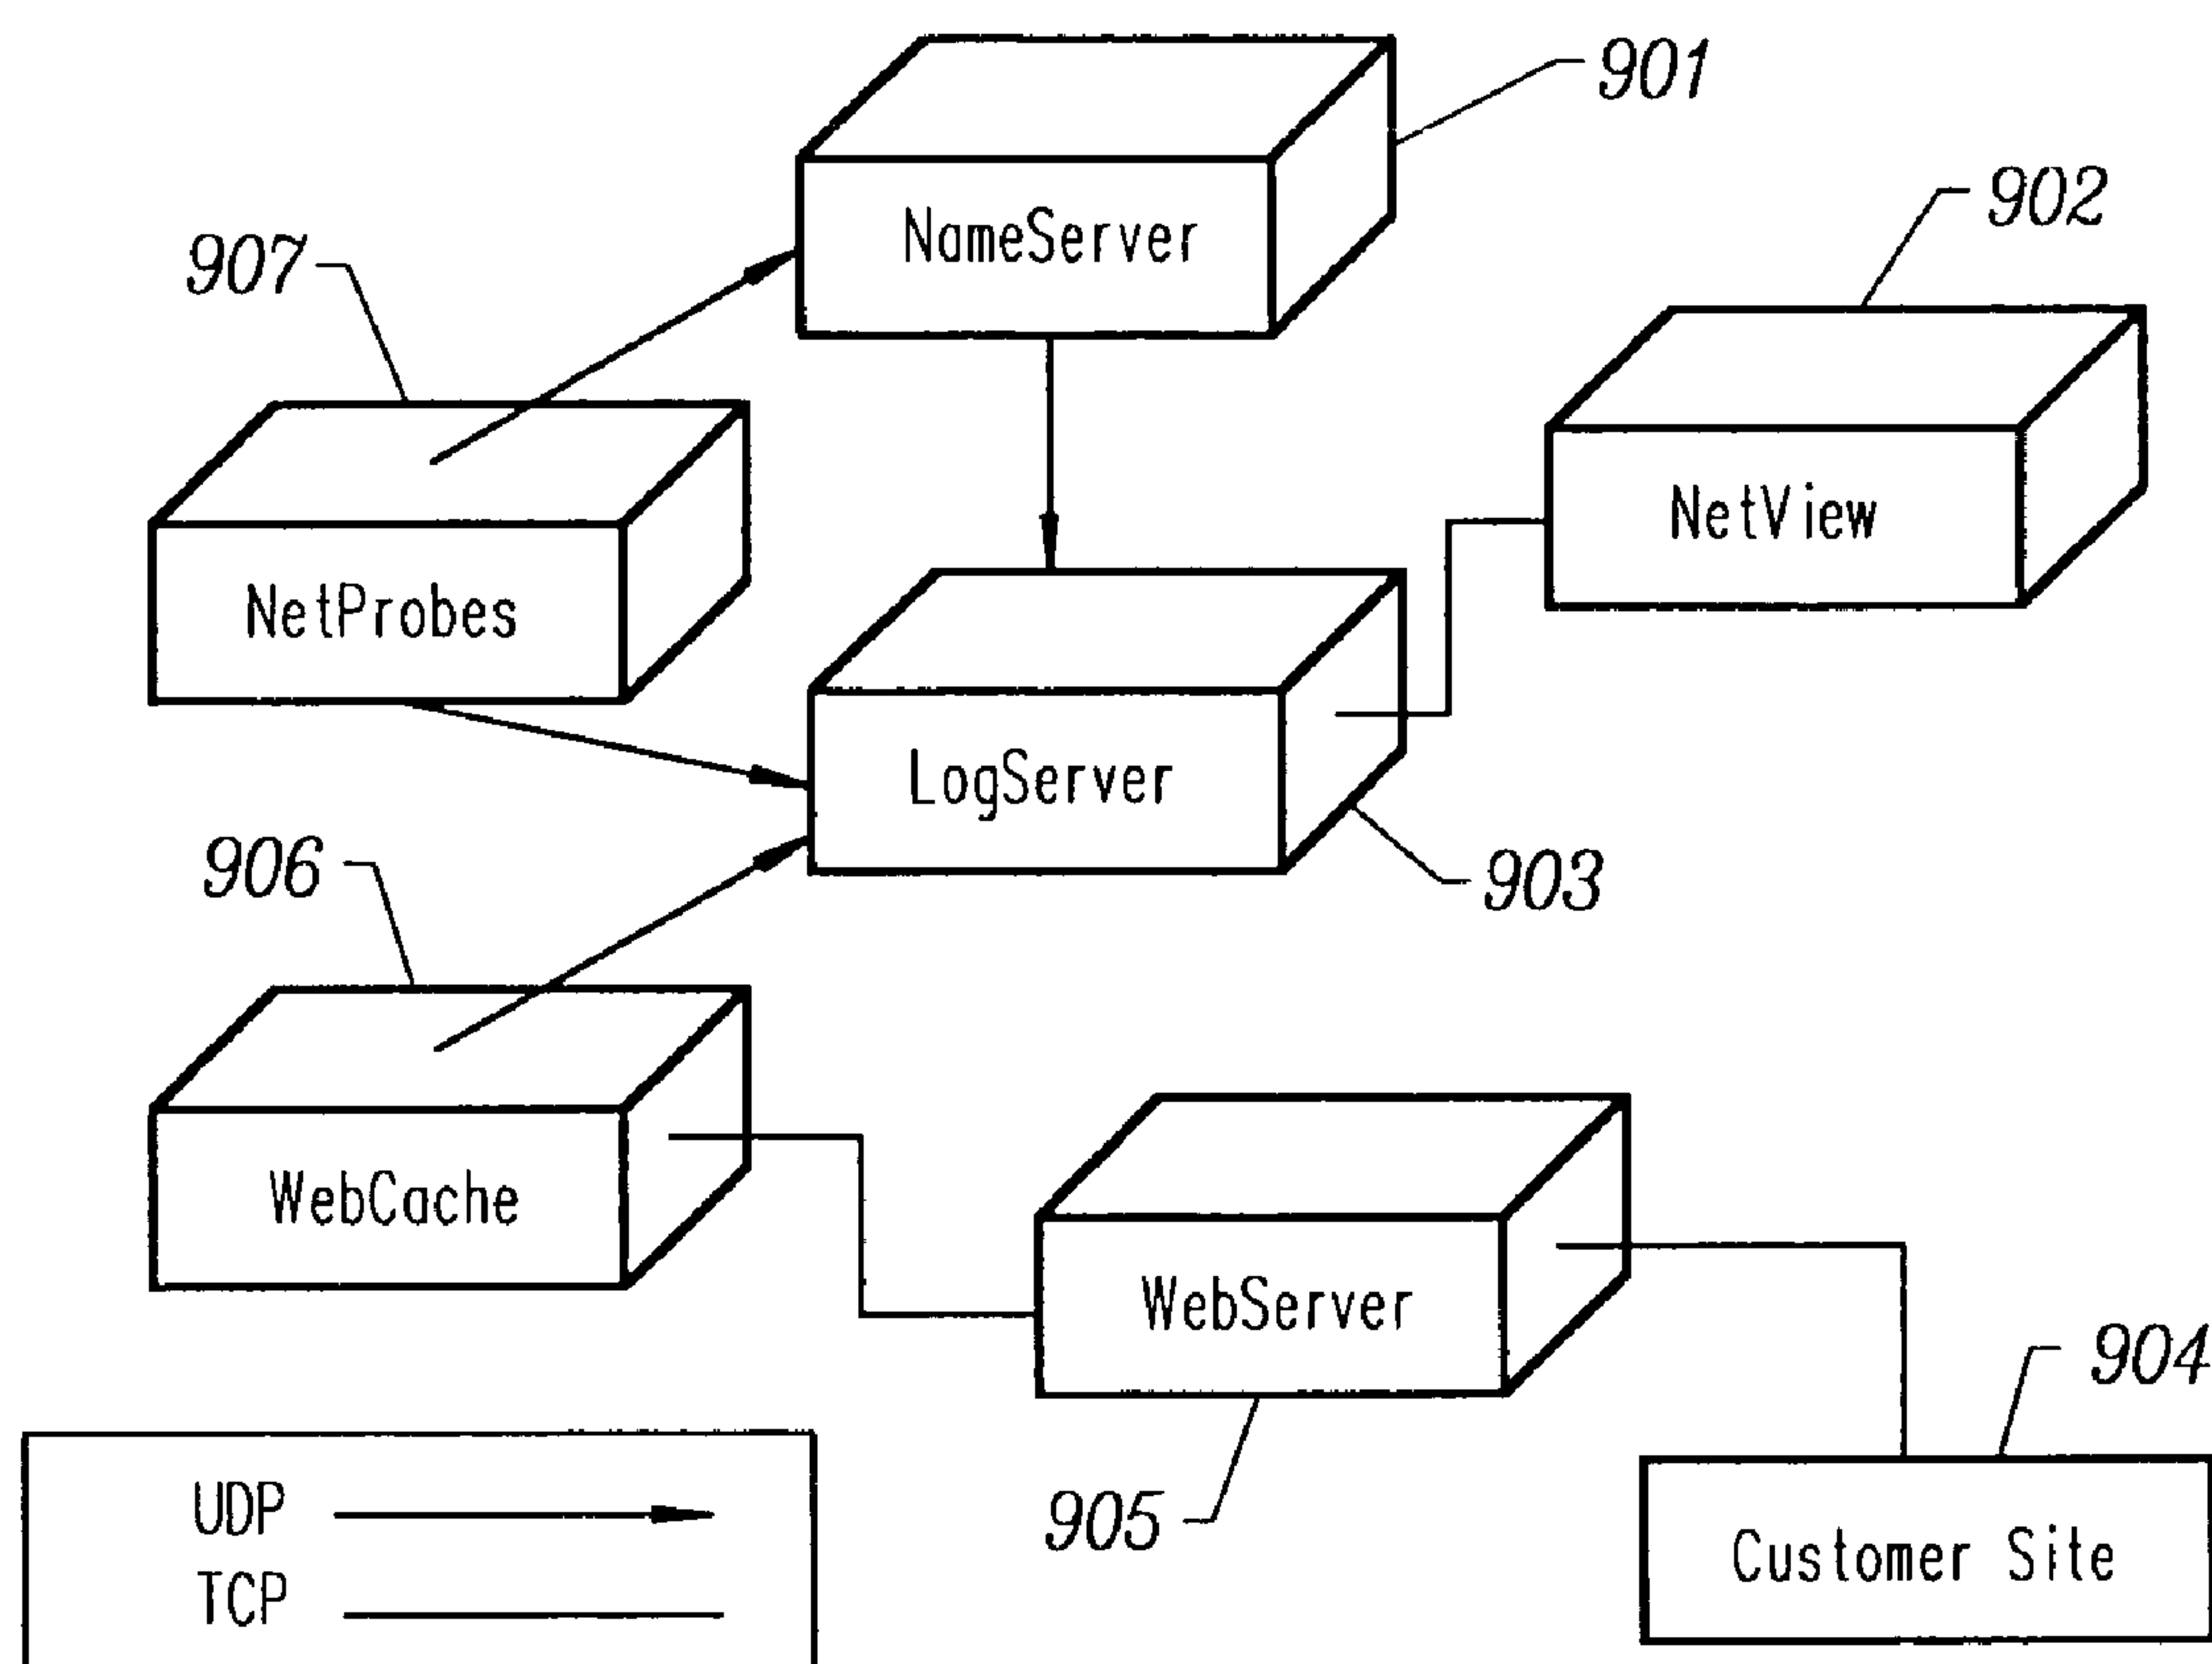 901
902
NameServer
907
NetView
NetProbes
LogServer
906
903
WebCache
WebServer
904
905
UDP
Customer Site
TCP